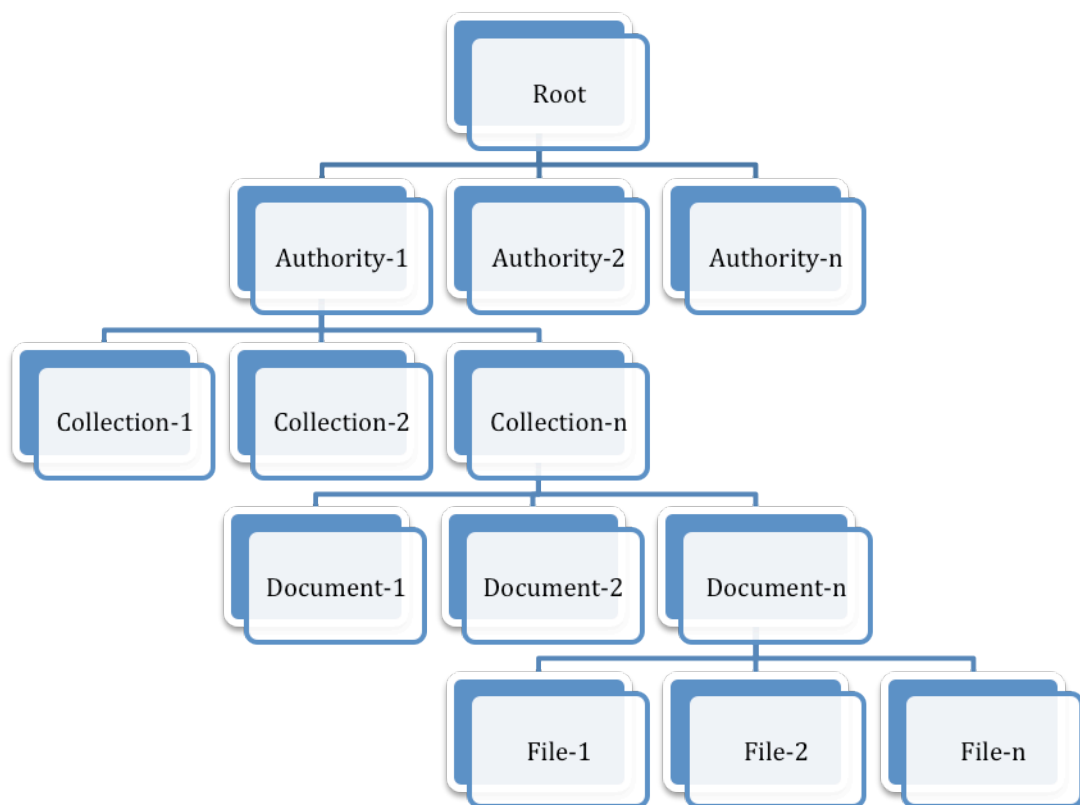 Root
Authority-1
Authority-2
Authority-n
Collection-1
Collection-2
Collection-n
Document-1
Document-2
Document-n
File-1
File-2
File-n